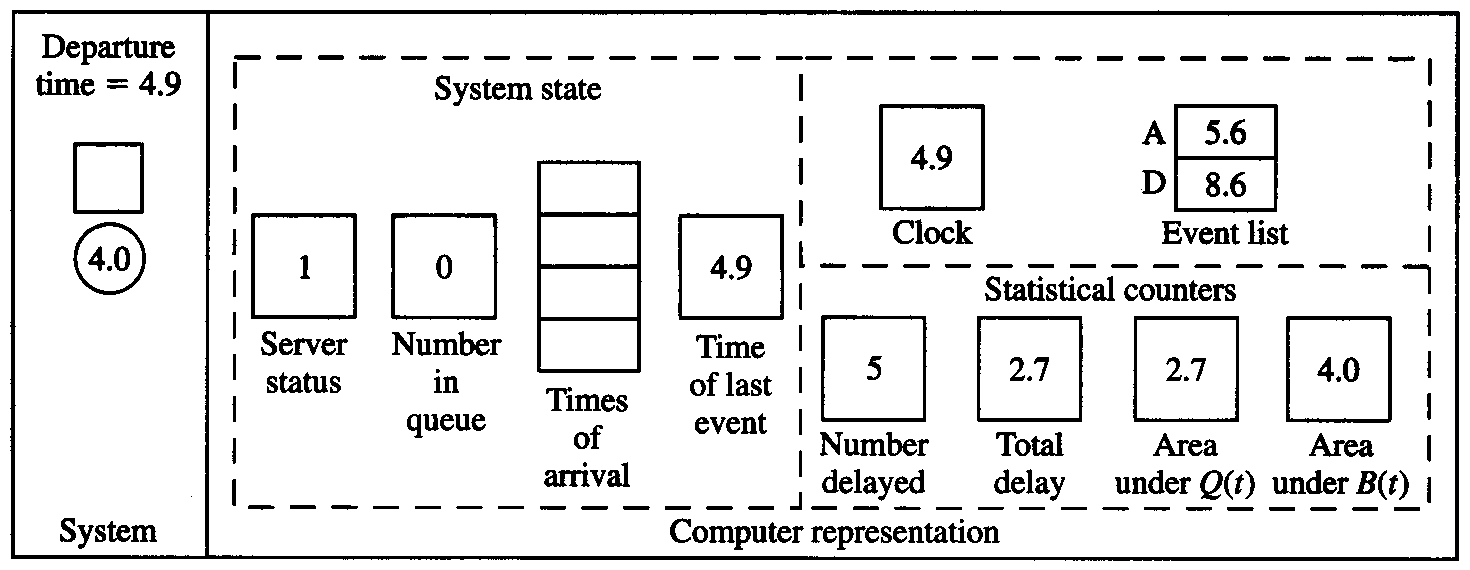 Departure
time = 4.9
4.0
System
System state
1
Server
status
0
Number
in
queue
Times
of
arrival
4.9
Time
of last
event
4.9
Clock
A 5.6
D 8.6
Event list
Statistical counters
5
Number
delayed
2.7
Total
delay
2.7
Area
under Q(t)
4.0
Area
under B(t)
Computer representation